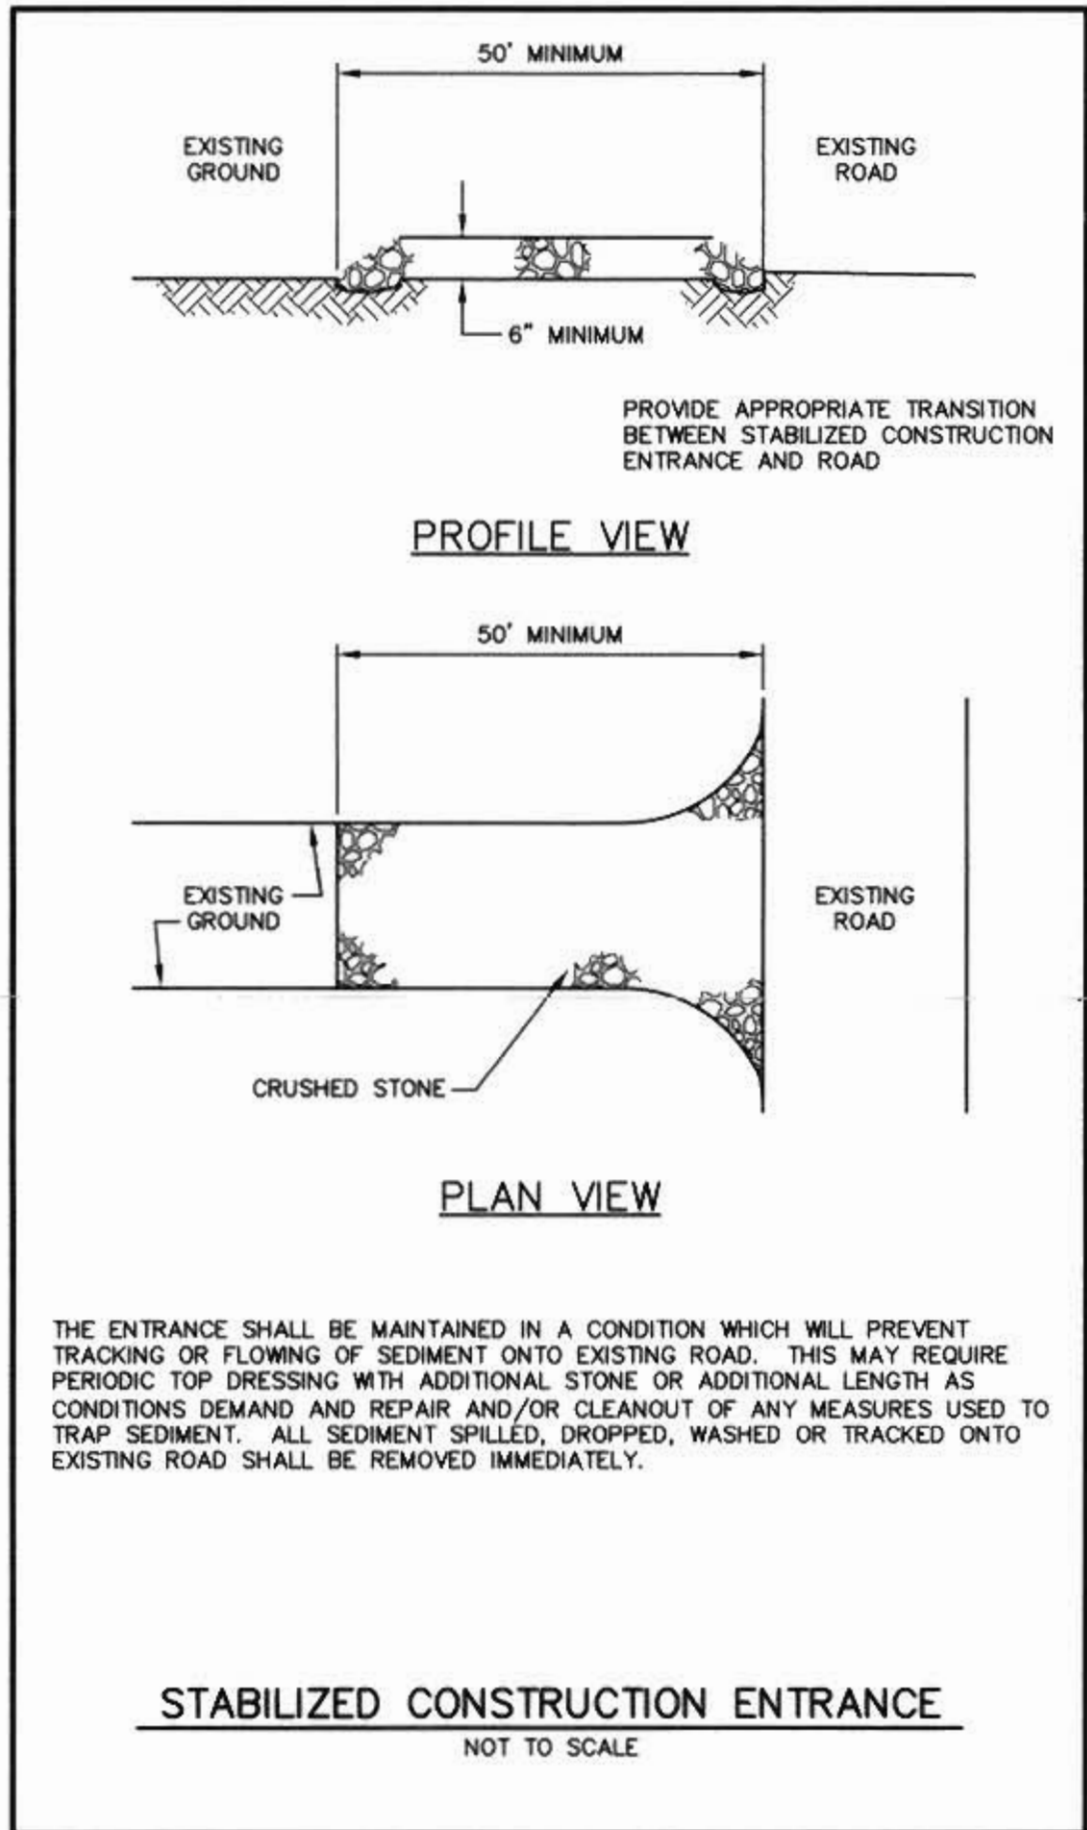 50' MINIMUM
EXISTING
GROUND
EXISTING
ROAD
6" MINIMUM
PROVIDE APPROPRIATE TRANSITION
BETWEEN STABILIZED CONSTRUCTION
ENTRANCE AND ROAD
PROFILE VIEW
50' MINIMUM
EXISTING
GROUND
EXISTING
ROAD
CRUSHED STONE
PLAN VIEW
THE ENTRANCE SHALL BE MAINTAINED IN A CONDITION WHICH WILL PREVENT
TRACKING OR FLOWING OF SEDIMENT ONTO EXISTING ROAD. THIS MAY REQUIRE
PERIODIC TOP DRESSING WITH ADDITIONAL STONE OR ADDITIONAL LENGTH AS
CONDITIONS DEMAND AND REPAIR AND/OR CLEANOUT OF ANY MEASURES USED TO
TRAP SEDIMENT. ALL SEDIMENT SPILLED, DROPPED, WASHED OR TRACKED ONTO
EXISTING ROAD SHALL BE REMOVED IMMEDIATELY.
STABILIZED CONSTRUCTION ENTRANCE
NOT TO SCALE